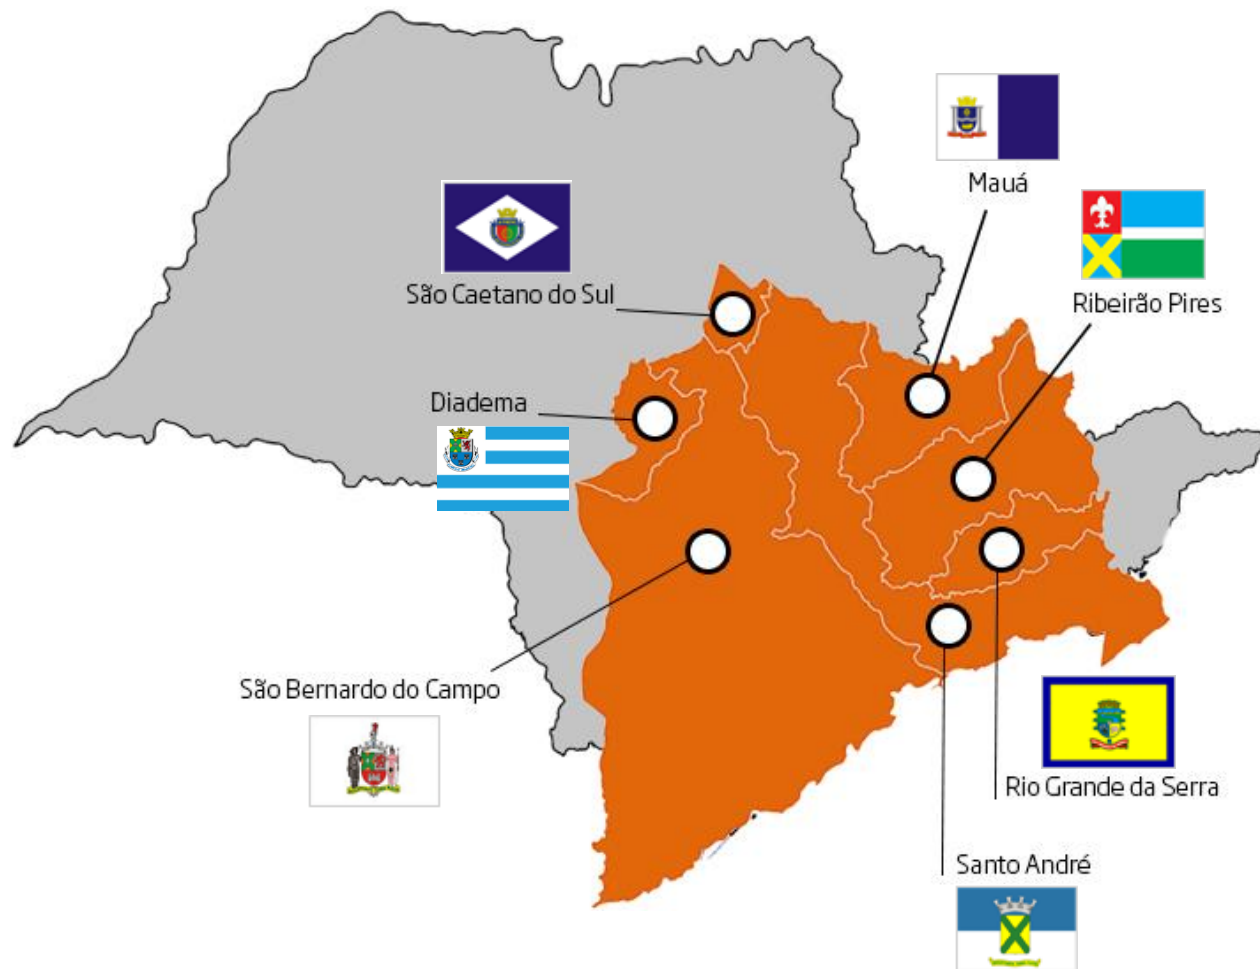 Mauá
Ribeirão Pires
São Caetano do Sul
Diadema
São Bernardo do Campo
Rio Grande da Serra
Santo André